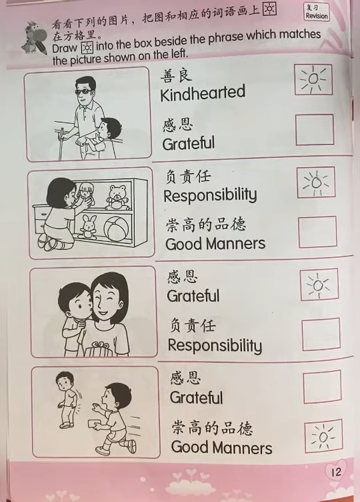 看看下列的图片，把图和相应的词语画上
在方格里。
复习
Revision
Draw into the box beside the phrase which matches
the picture shown on the left.
善良
Kindhearted
感恩
Grateful
负责任
Responsibility
崇高的品德
Good Manners
感恩
Grateful
负责任
Responsibility
感恩
Grateful
崇高的品德
Good Manners
12